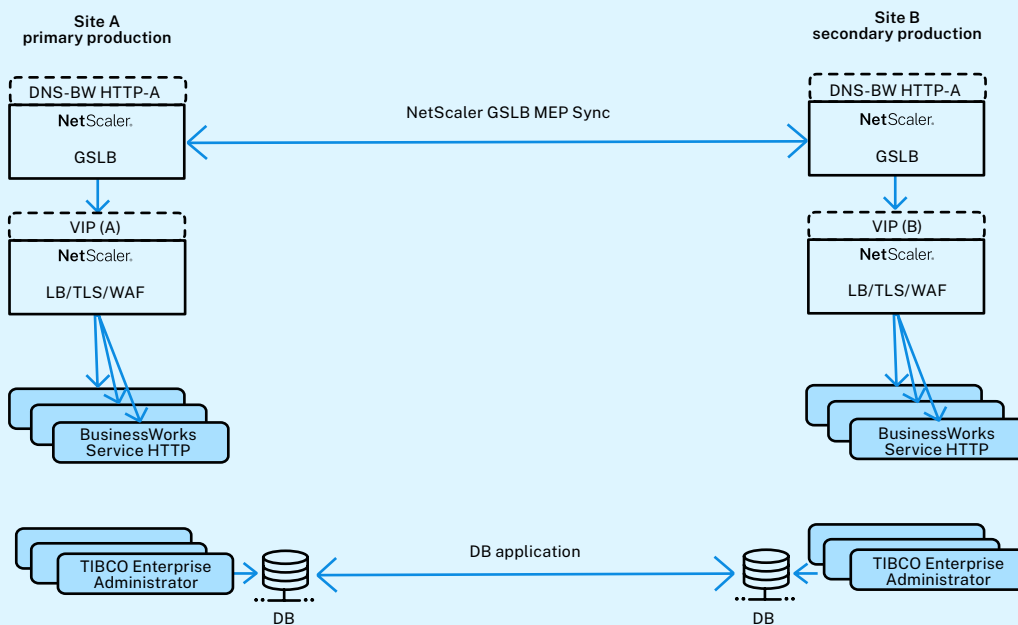 Site A
primary production
Site B
secondary production
DNS-BW HTTP-A
NetScaler.
GSLB
NetScaler GSLB MEP Sync
DNS-BW HTTP-A
NetScaler.
GSLB
VIP (A)
NetScaler.
LB/TLS/WAF
VIP (B)
NetScaler.
LB/TLS/WAF
BusinessWorks
Service HTTP
BusinessWorks
Service HTTP
TIBCO Enterprise
Administrator
DB
DB application
DB
TIBCO Enterprise
Administrator